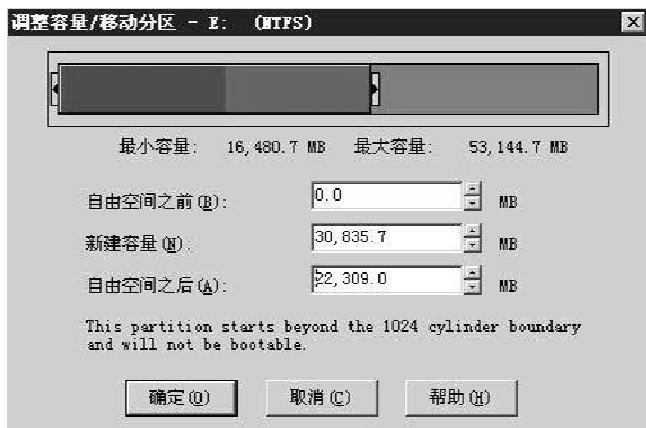 调整容量/移动分区 - E: (NTFS)
最小容量: 16,480.7 MB 最大容量: 53,144.7 MB
自由空间之前(B): 0.0 MB
新建容量(N): 30,835.7 MB
自由空间之后(A): 22,309.0 MB
This partition starts beyond the 1024 cylinder boundary
and will not be bootable.
确定(O) 取消(C) 帮助(H)